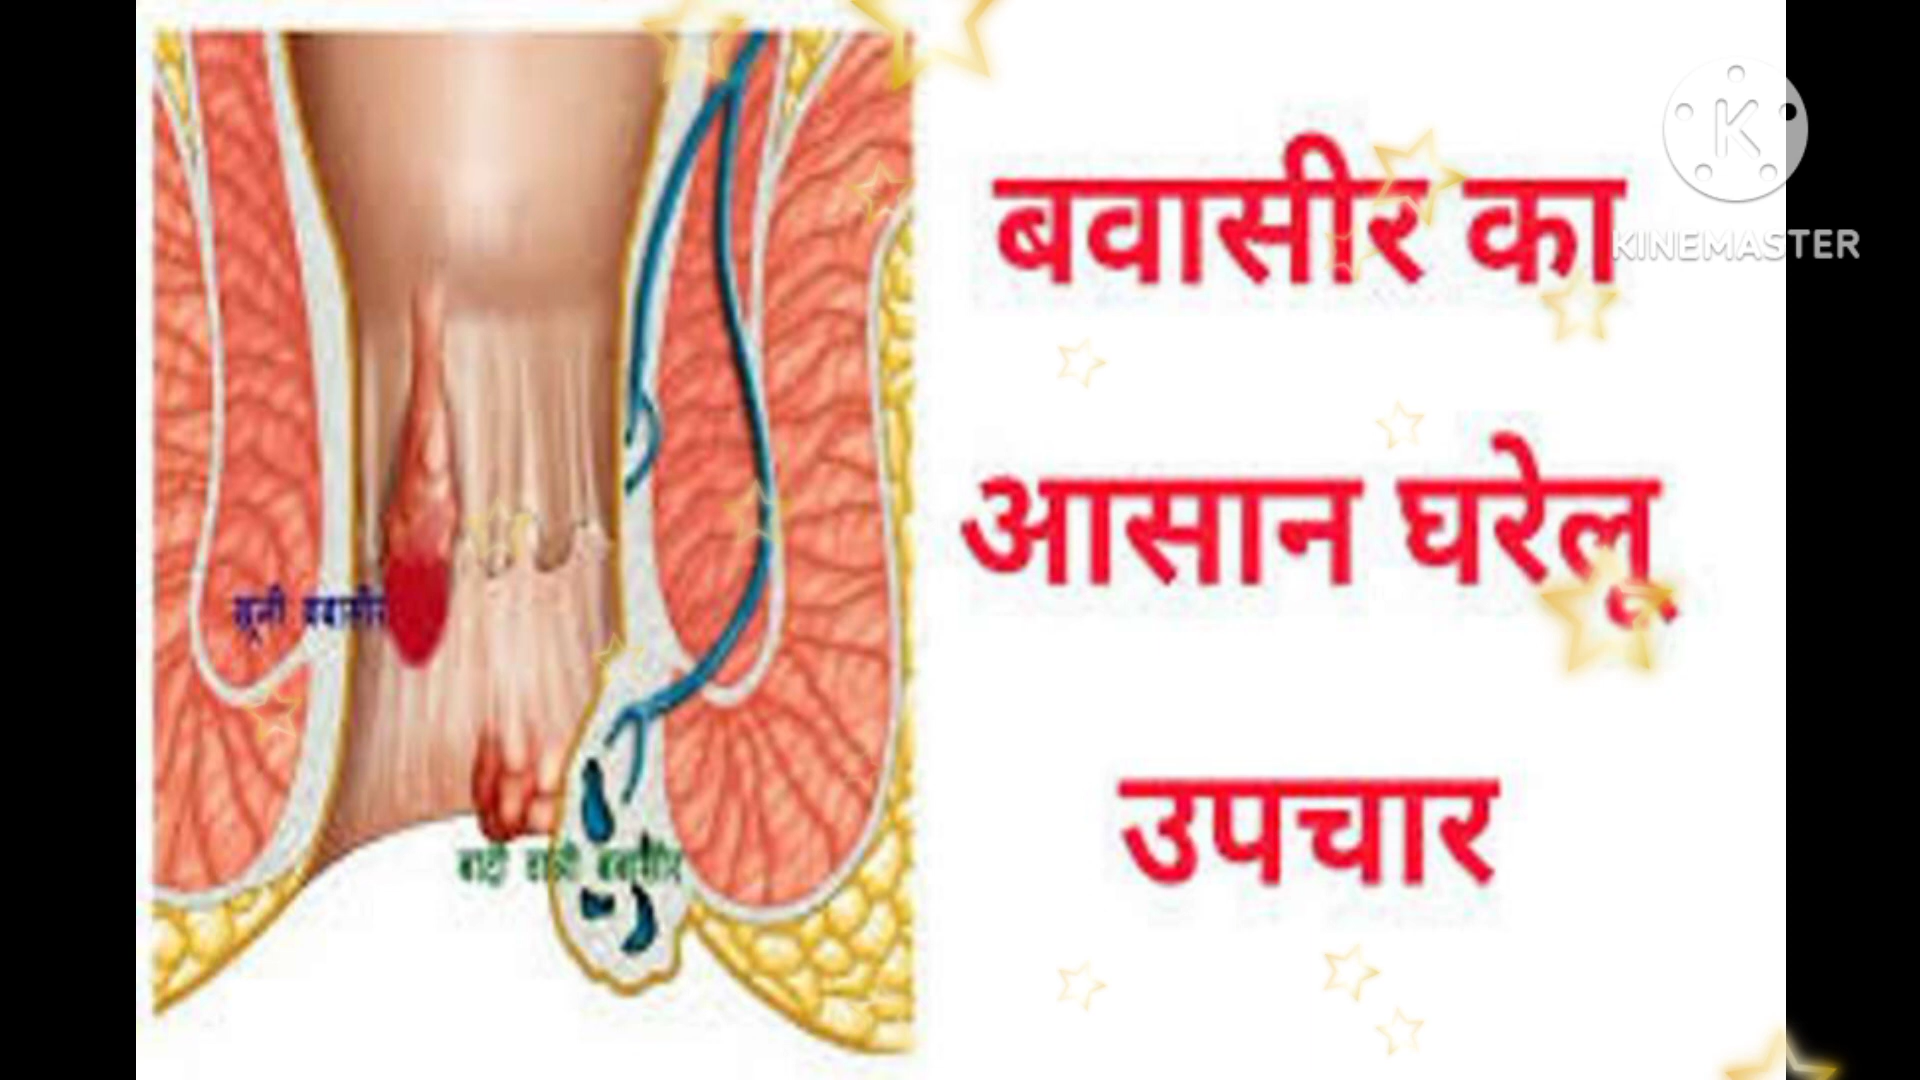 बवासीर का
KINEMASTER
आसान घरेलू
उपचार
खूनी बवासीर
बादी वाली बवासीर